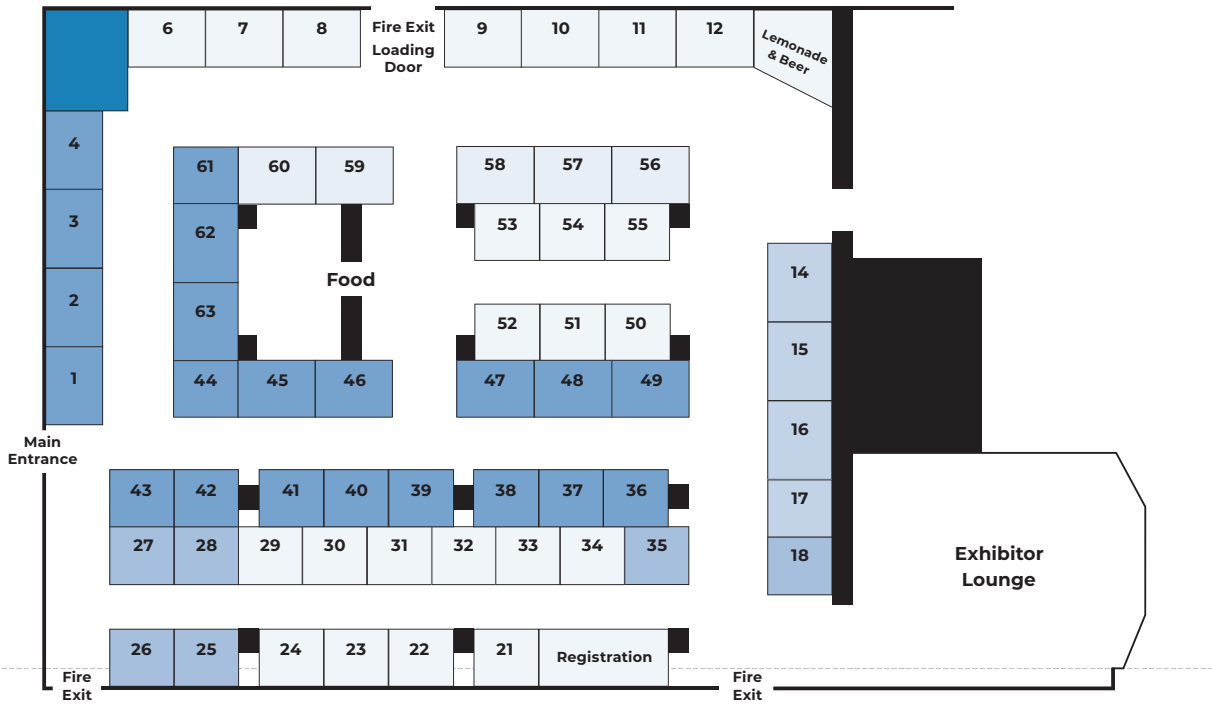 6 7 8 Fire Exit 9 10 11 12 Lemonade
Loading & Beer
Door
4
61 60 59 58 57 56
3 62 53 54 55
14
Food
2 63 52 51 50
15
1 44 45 46 47 48 49
16
Main
Entrance
43 42 41 40 39 38 37 36
17
27 28 29 30 31 32 33 34 35
18
Exhibitor
Lounge
26 25 24 23 22 21 Registration
Fire
Exit
Fire
Exit